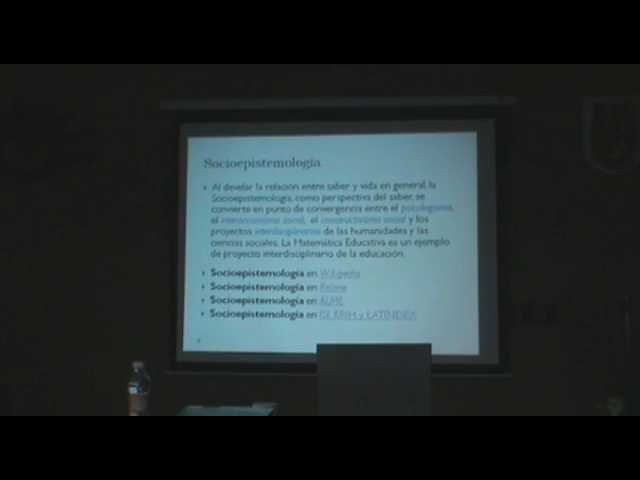 Socioepistemología
Al develar la relación entre saber y vida en general, la
Socioepistemología, como perspectiva del saber, se
convierte en punto de convergencia entre el psicologismo,
el interaccionismo social, el constructivismo social y los
proyectos interdisciplinarios de las humanidades y las
ciencias sociales. La Matemática Educativa es un ejemplo
de proyecto interdisciplinario de la educación.
Socioepistemología en Wikipedia
Socioepistemología en Relime
Socioepistemología en ALME
Socioepistemología en ISI, ERIH y LATINDEX